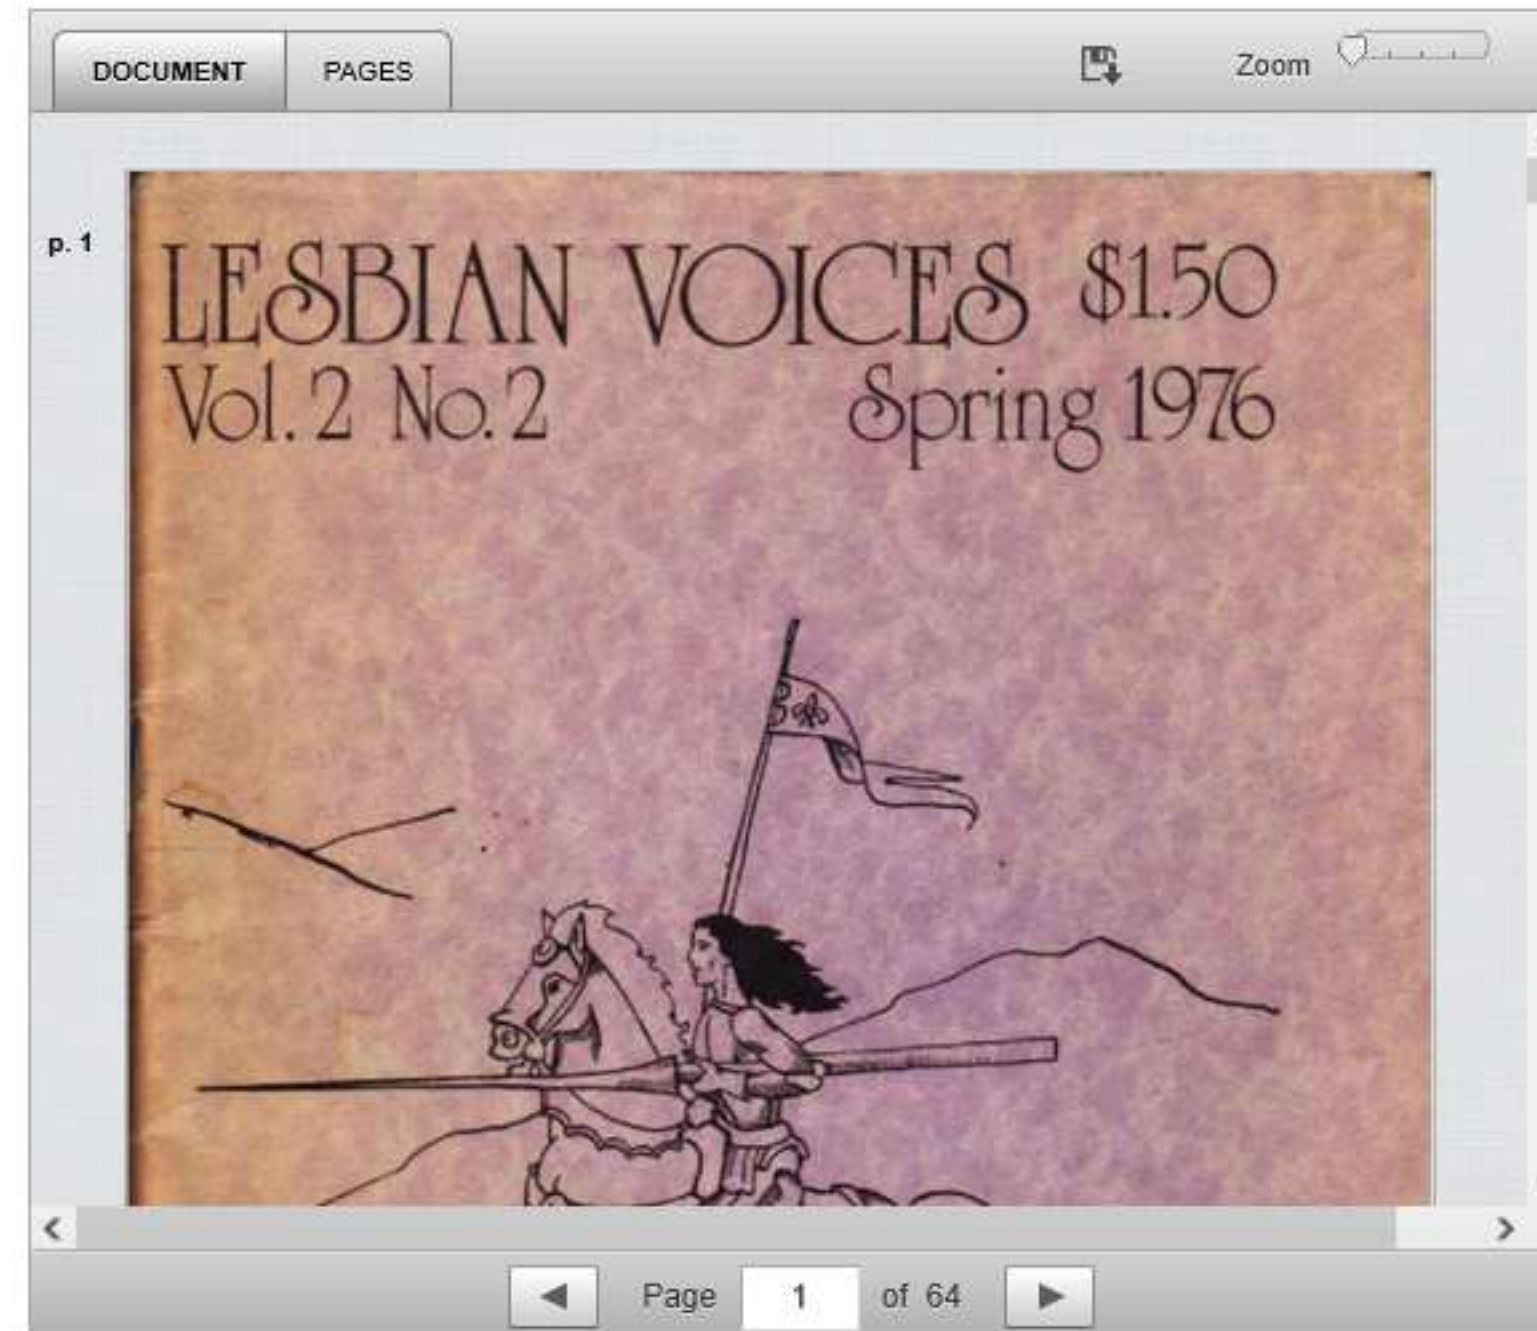 DOCUMENT PAGES Zoom
p. 1
LESBIAN VOICES $1.50
Vol. 2 No. 2 Spring 1976
Page 1 of 64